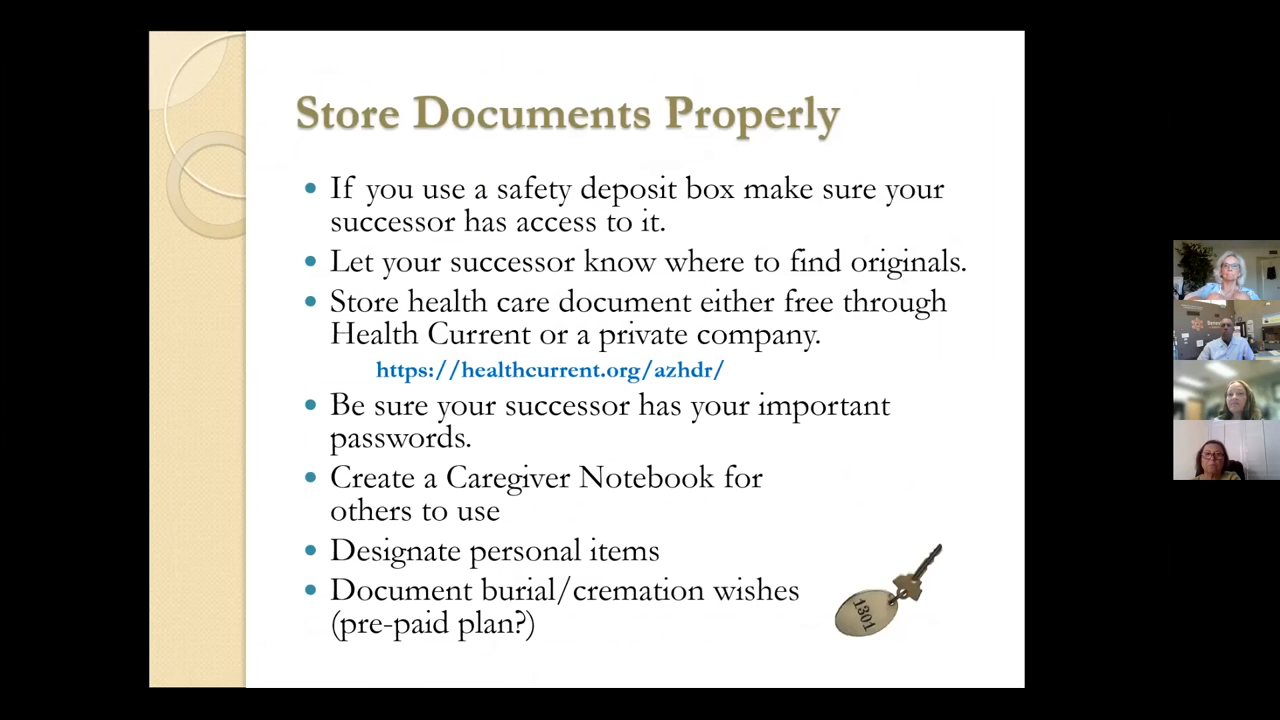 Store Documents Properly
• If you use a safety deposit box make sure your
successor has access to it.
• Let your successor know where to find originals.
• Store health care document either free through
Health Current or a private company.
https://healthcurrent.org/azhdr/
• Be sure your successor has your important
passwords.
• Create a Caregiver Notebook for
others to use
• Designate personal items
• Document burial/cremation wishes
(pre-paid plan?)
1301